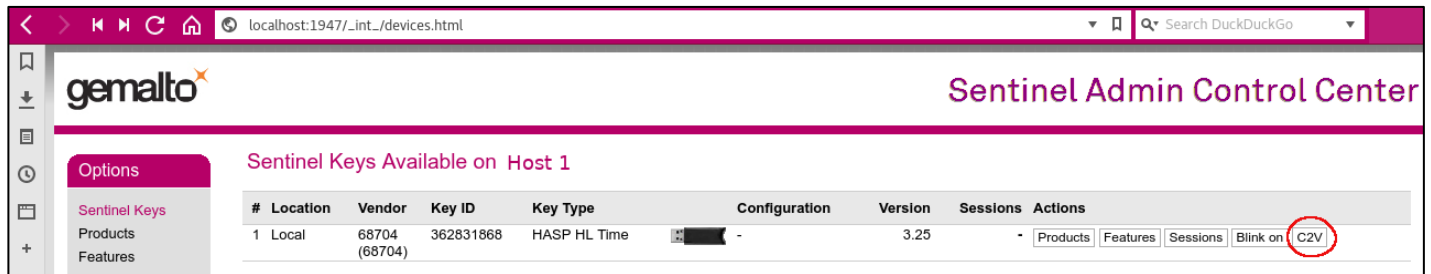 localhost:1947/_int_/devices.html
Search DuckDuckGo
gemalto
Sentinel Admin Control Center
Options
Sentinel Keys
Products
Features
Sentinel Keys Available on Host 1
# Location Vendor Key ID Key Type Configuration Version Sessions Actions
1 Local 68704 362831868 HASP HL Time - 3.25 - Products Features Sessions Blink on C2V
(68704)